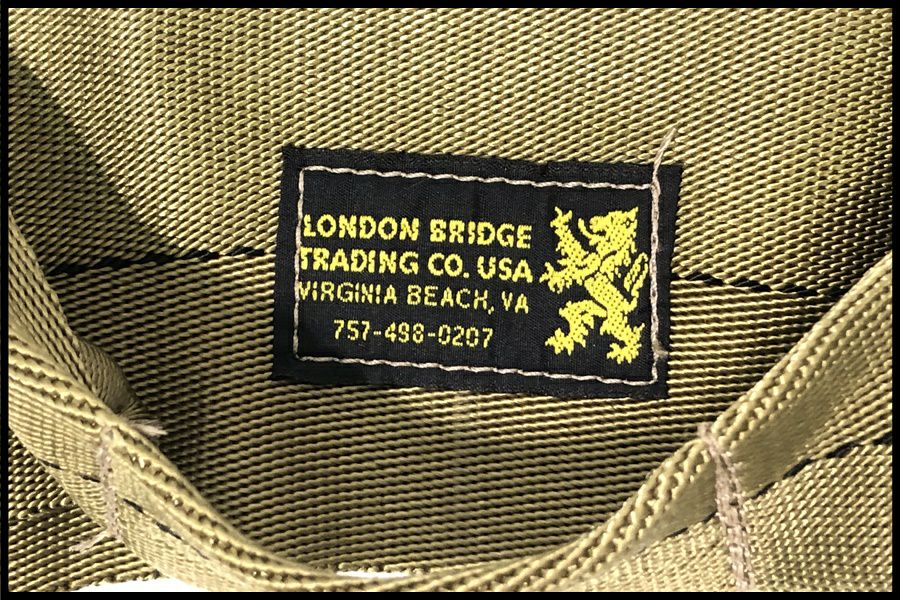 LONDON BRIDGE
TRADING CO. USA
VIRGINIA BEACH, VA
757-498-0207